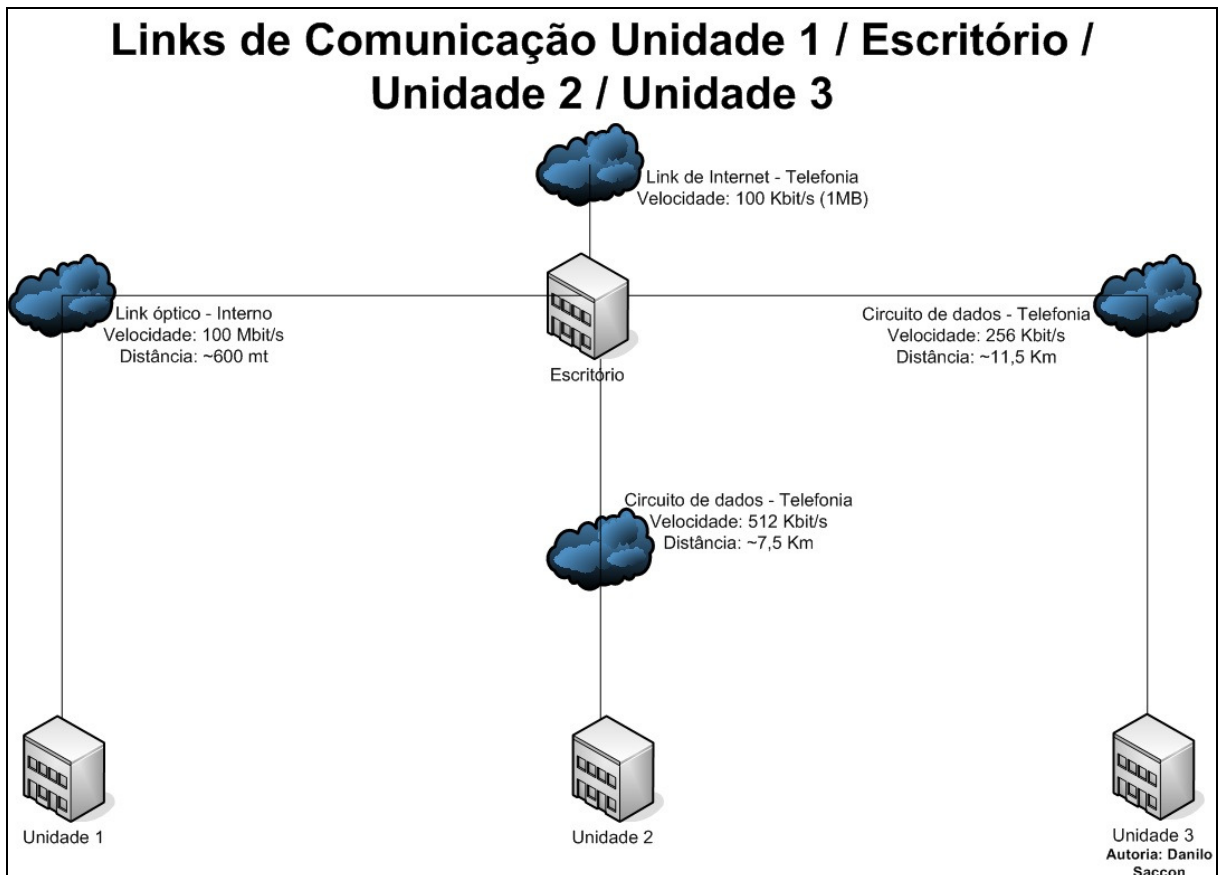 Links de Comunicação Unidade 1 / Escritório /
Unidade 2 / Unidade 3
Link de Internet - Telefonia
Velocidade: 100 Kbit/s (1MB)
Link óptico - Interno
Velocidade: 100 Mbit/s
Distância: ~600 mt
Escritório
Circuito de dados - Telefonia
Velocidade: 256 Kbit/s
Distância: ~11,5 Km
Circuito de dados - Telefonia
Velocidade: 512 Kbit/s
Distância: ~7,5 Km
Unidade 1
Unidade 2
Unidade 3
Autoria: Danilo
Saccon